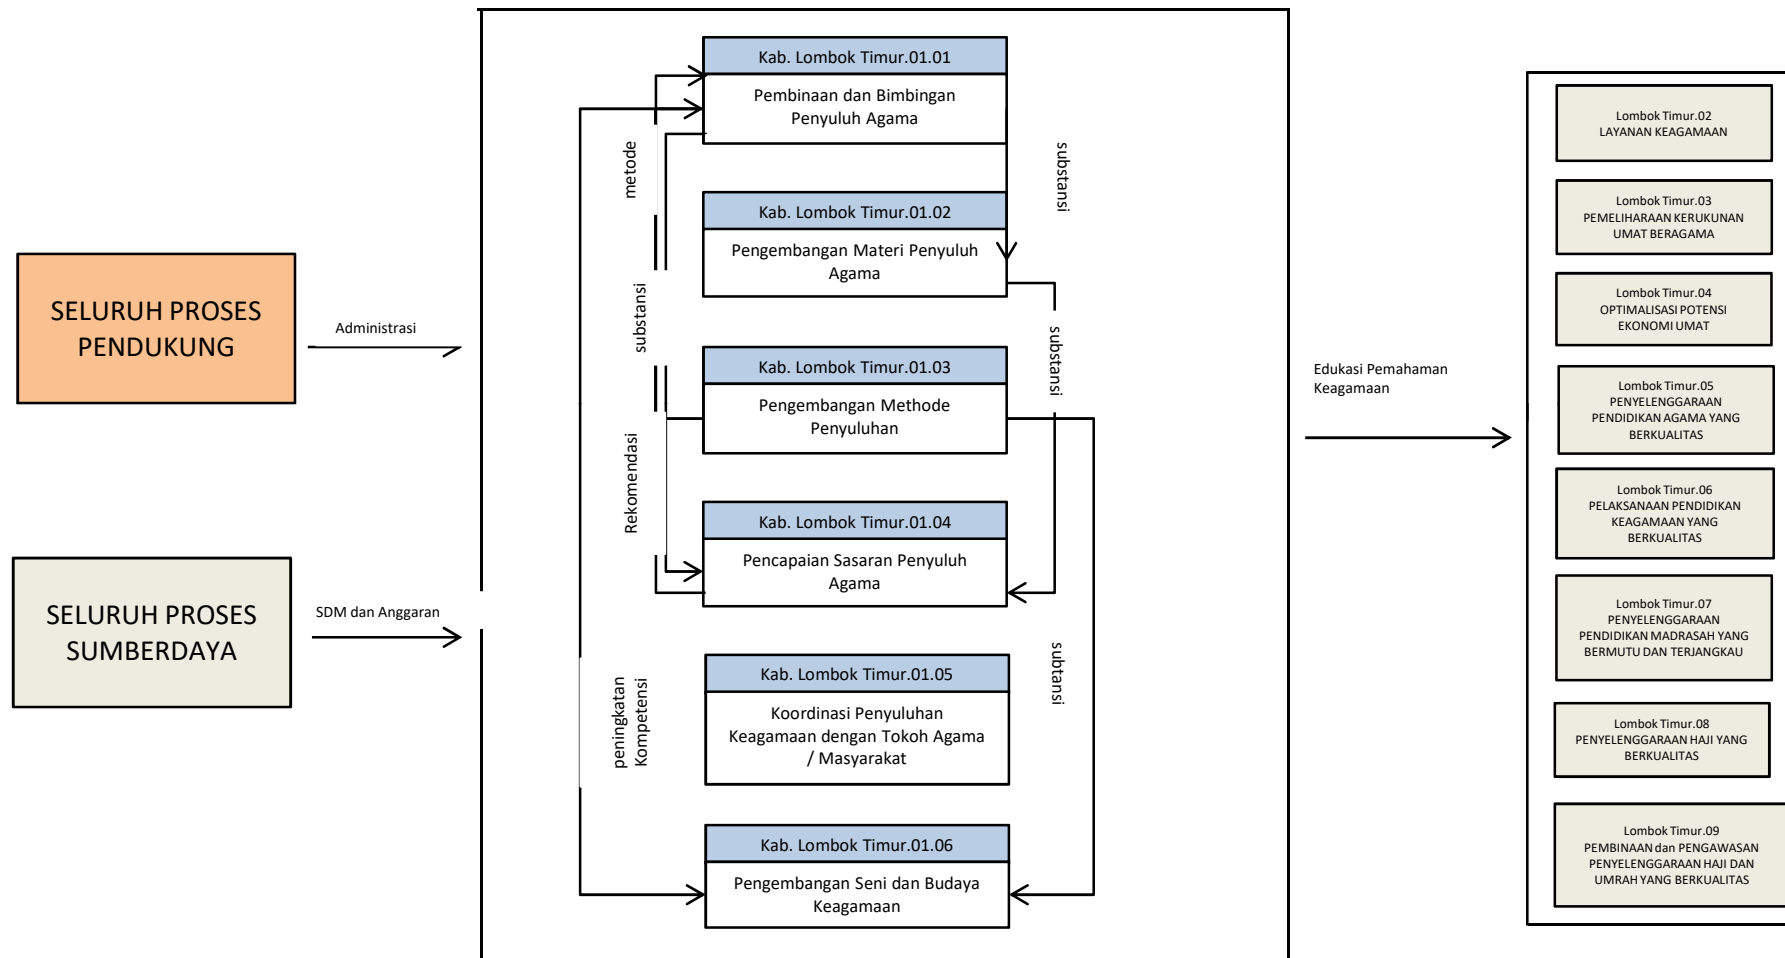 SELURUH PROSES
PENDUKUNG
Administrasi
SELURUH PROSES
SUMBERDAYA
SDM dan Anggaran
Kab. Lombok Timur.01.01
Pembinaan dan Bimbingan
Penyuluh Agama
Kab. Lombok Timur.01.02
Pengembangan Materi Penyuluh
Agama
Kab. Lombok Timur.01.03
Pengembangan Methode
Penyuluhan
Kab. Lombok Timur.01.04
Pencapaian Sasaran Penyuluh
Agama
Kab. Lombok Timur.01.05
Koordinasi Penyuluhan
Keagamaan dengan Tokoh Agama
/ Masyarakat
Kab. Lombok Timur.01.06
Pengembangan Seni dan Budaya
Keagamaan
metode
substansi
Rekomendasi
peningkatan
Kompetensi
substansi
substansi
subtansi
Edukasi Pemahaman
Keagamaan
Lombok Timur.02
LAYANAN KEAGAMAAN
Lombok Timur.03
PEMELIHARAAN KERUKUNAN
UMAT BERAGAMA
Lombok Timur.04
OPTIMALISASI POTENSI
EKONOMI UMAT
Lombok Timur.05
PENYELENGGARAAN
PENDIDIKAN AGAMA YANG
BERKUALITAS
Lombok Timur.06
PELAKSANAAN PENDIDIKAN
KEAGAMAAN YANG
BERKUALITAS
Lombok Timur.07
PENYELENGGARAAN
PENDIDIKAN MADRASAH YANG
BERMUTU DAN TERJANGKAU
Lombok Timur.08
PENYELENGGARAAN HAJI YANG
BERKUALITAS
Lombok Timur.09
PEMBINAAN dan PENGAWASAN
PENYELENGGARAAN HAJI DAN
UMRAH YANG BERKUALITAS